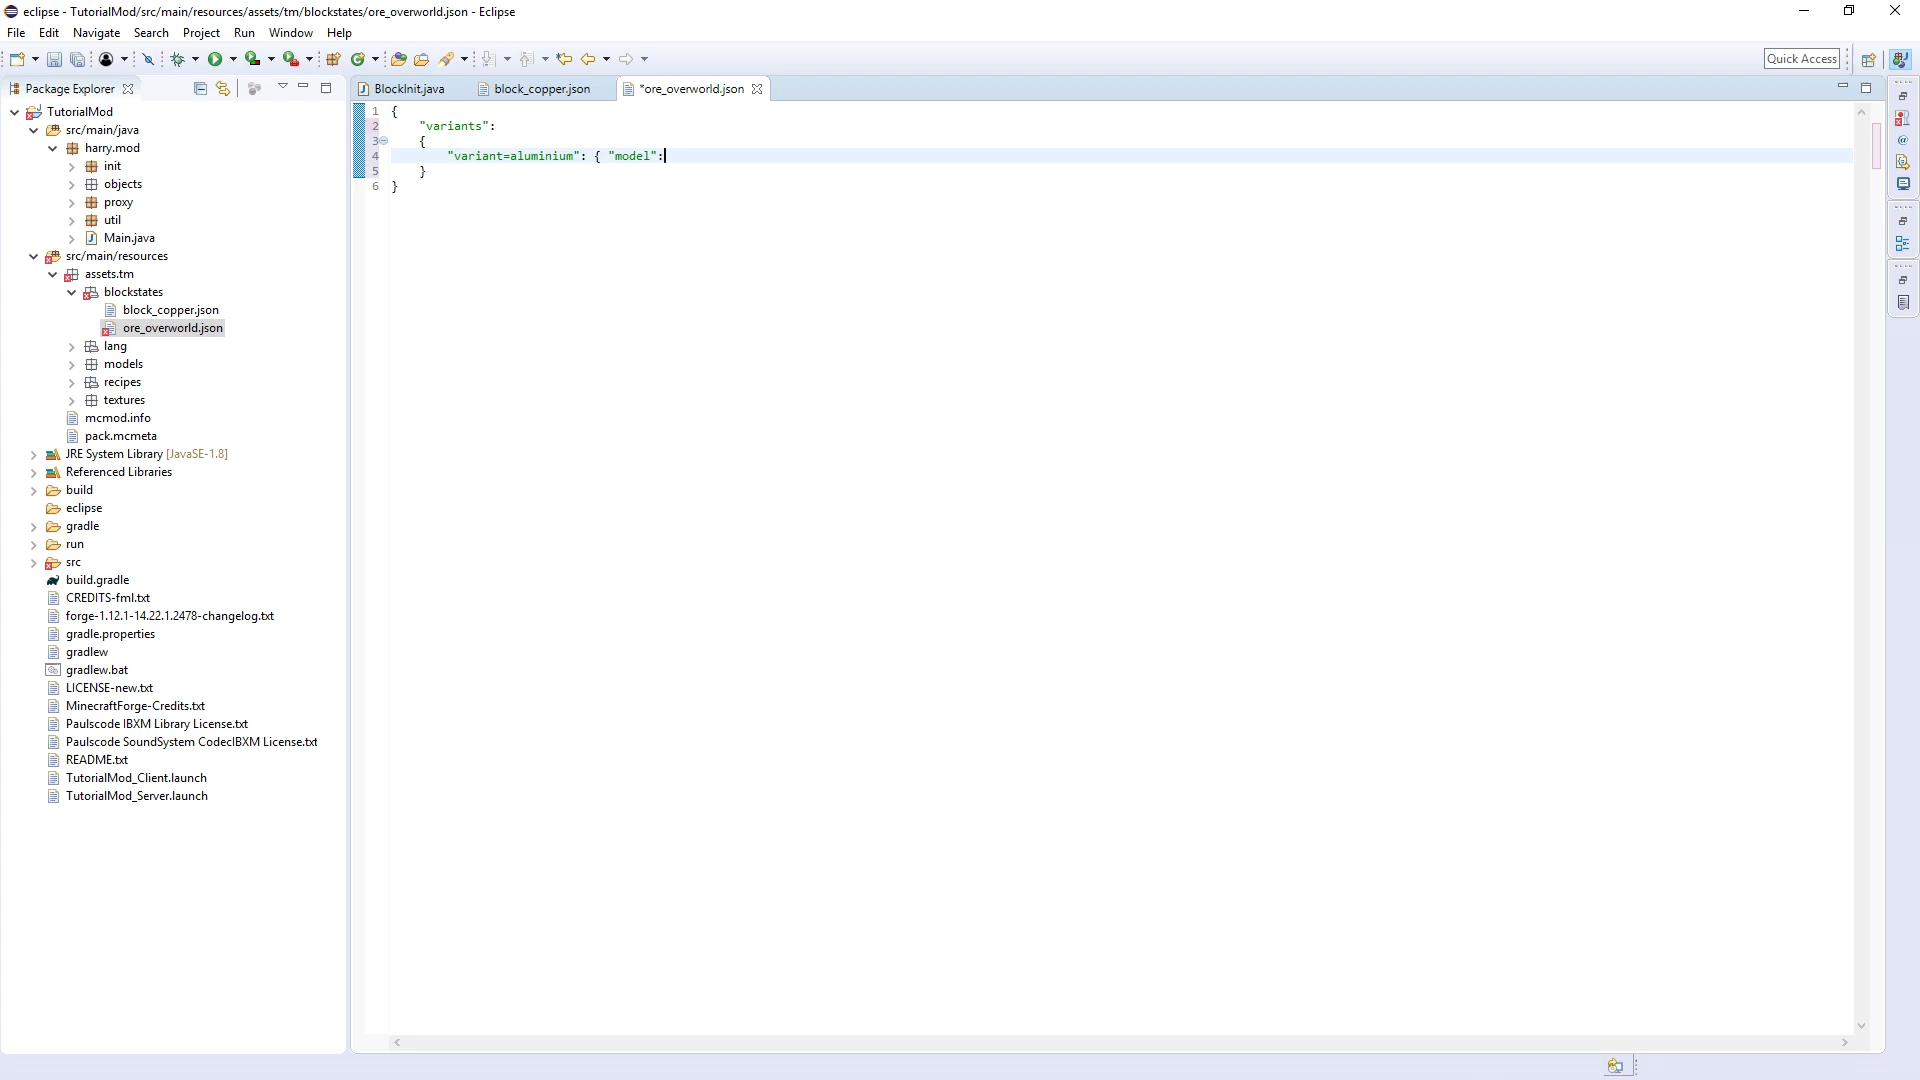 eclipse - TutorialMod/src/main/resources/assets/tm/blockstates/ore_overworld.json - Eclipse
File Edit Navigate Search Project Run Window Help
Quick Access
Package Explorer
BlockInit.java
block_copper.json
*ore_overworld.json
TutorialMod
src/main/java
harry.mod
init
objects
proxy
util
Main.java
src/main/resources
assets.tm
blockstates
block_copper.json
ore_overworld.json
lang
models
recipes
textures
mcmod.info
pack.mcmeta
JRE System Library [JavaSE-1.8]
Referenced Libraries
build
eclipse
gradle
run
src
build.gradle
CREDITS-fml.txt
forge-1.12.1-14.22.1.2478-changelog.txt
gradle.properties
gradlew
gradlew.bat
LICENSE-new.txt
MinecraftForge-Credits.txt
Paulscode IBXM Library License.txt
Paulscode SoundSystem CodecIBXM License.txt
README.txt
TutorialMod_Client.launch
TutorialMod_Server.launch
1 {
2 "variants":
3 {
4 "variant=aluminium": { "model":
5 }
6 }